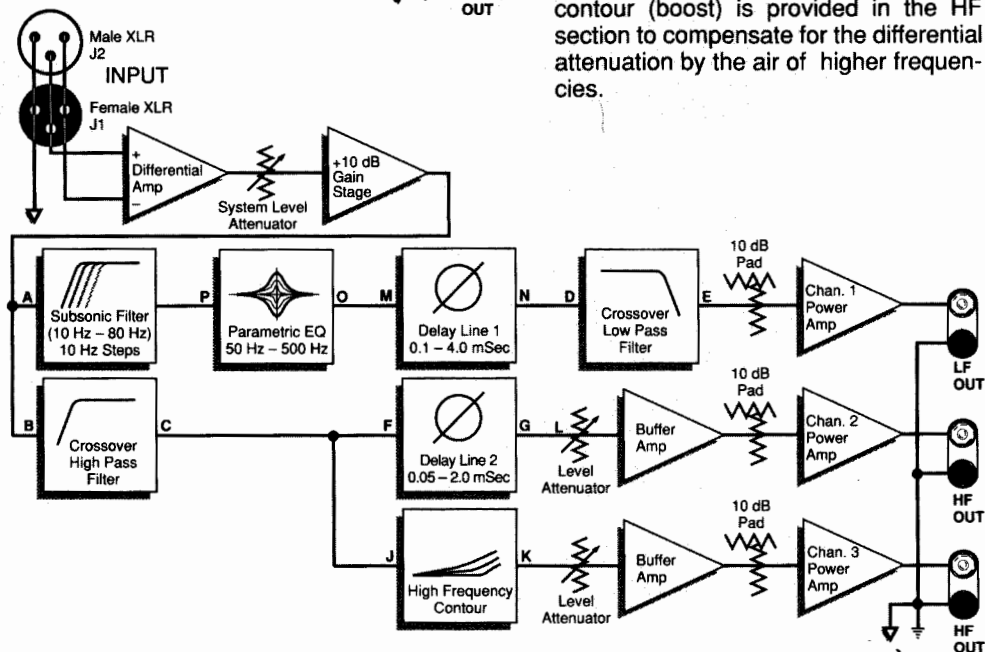 OUT
contour (boost) is provided in the HF
section to compensate for the differential
attenuation by the air of higher frequen-
cies.
Male XLR
J2
INPUT
Female XLR
J1
+
Differential
Amp
–
System Level
Attenuator
+10 dB
Gain
Stage
A
Subsonic Filter
(10 Hz – 80 Hz)
10 Hz Steps
P
Parametric EQ
50 Hz – 500 Hz
O
M
Delay Line 1
0.1 – 4.0 mSec
N
D
Crossover
Low Pass
Filter
E
10 dB
Pad
Chan. 1
Power
Amp
LF
OUT
B
Crossover
High Pass
Filter
C
F
Delay Line 2
0.05 – 2.0 mSec
G
L
Level
Attenuator
Buffer
Amp
10 dB
Pad
Chan. 2
Power
Amp
HF
OUT
J
High Frequency
Contour
K
Level
Attenuator
Buffer
Amp
10 dB
Pad
Chan. 3
Power
Amp
HF
OUT